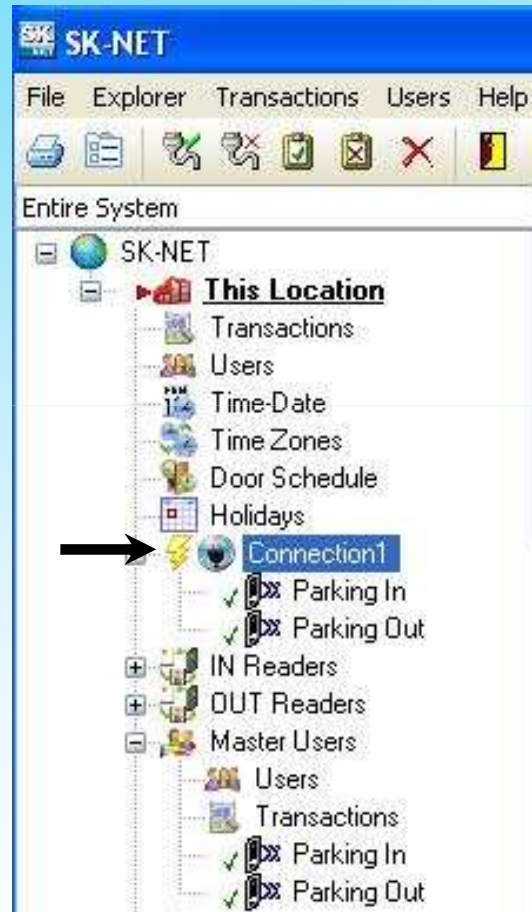 SK-NET
File Explorer Transactions Users Help
Entire System
SK-NET
This Location
Transactions
Users
Time-Date
Time Zones
Door Schedule
Holidays
Connection1
Parking In
Parking Out
IN Readers
OUT Readers
Master Users
Users
Transactions
Parking In
Parking Out